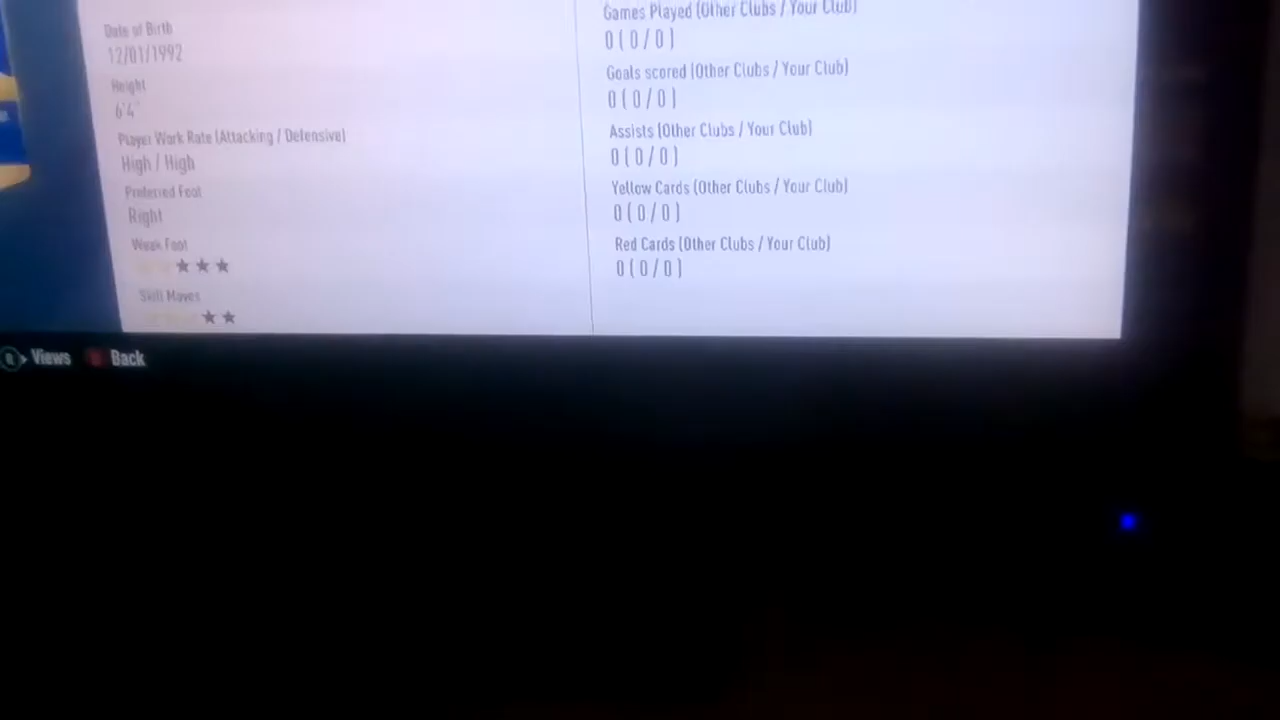 Date of Birth
12/01/1992
Height
6'4"
Player Work Rate (Attacking / Defensive)
High / High
Preferred Foot
Right
Weak Foot
Skill Moves
Games Played (Other Clubs / Your Club)
0 ( 0 / 0 )
Goals scored (Other Clubs / Your Club)
0 ( 0 / 0 )
Assists (Other Clubs / Your Club)
0 ( 0 / 0 )
Yellow Cards (Other Clubs / Your Club)
0 ( 0 / 0 )
Red Cards (Other Clubs / Your Club)
0 ( 0 / 0 )
R Views Back